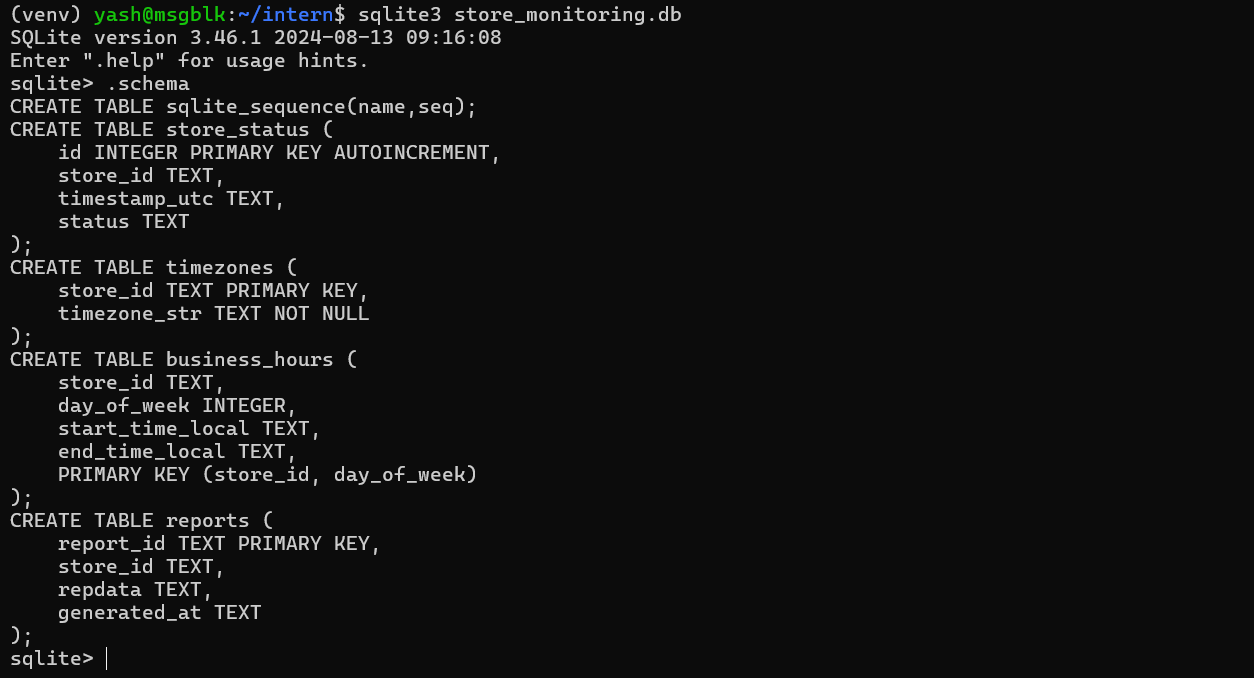 (venv) yash@msgblk:~/intern$ sqlite3 store_monitoring.db
SQLite version 3.46.1 2024-08-13 09:16:08
Enter ".help" for usage hints.
sqlite> .schema
CREATE TABLE sqlite_sequence(name,seq);
CREATE TABLE store_status (
    id INTEGER PRIMARY KEY AUTOINCREMENT,
    store_id TEXT,
    timestamp_utc TEXT,
    status TEXT
);
CREATE TABLE timezones (
    store_id TEXT PRIMARY KEY,
    timezone_str TEXT NOT NULL
);
CREATE TABLE business_hours (
    store_id TEXT,
    day_of_week INTEGER,
    start_time_local TEXT,
    end_time_local TEXT,
    PRIMARY KEY (store_id, day_of_week)
);
CREATE TABLE reports (
    report_id TEXT PRIMARY KEY,
    store_id TEXT,
    repdata TEXT,
    generated_at TEXT
);
sqlite>